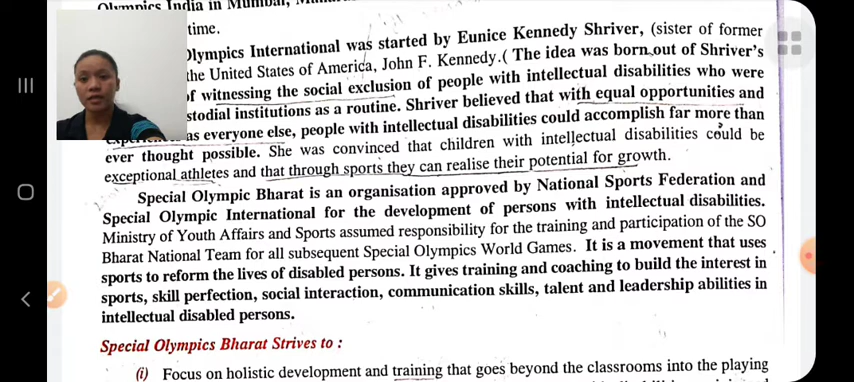 Olympics India in Mumbai,
time.
Olympics International was started by Eunice Kennedy Shriver, (sister of former
the United States of America, John F. Kennedy.( The idea was born out of Shriver's
of witnessing the social exclusion of people with intellectual disabilities who were
stodial institutions as a routine. Shriver believed that with equal opportunities and
as everyone else, people with intellectual disabilities could accomplish far more than
ever thought possible. She was convinced that children with intellectual disabilities could be
exceptional athletes and that through sports they can realise their potential for growth.
Special Olympic Bharat is an organisation approved by National Sports Federation and
Special Olympic International for the development of persons with intellectual disabilities.
Ministry of Youth Affairs and Sports assumed responsibility for the training and participation of the SO
Bharat National Team for all subsequent Special Olympics World Games. It is a movement that uses
sports to reform the lives of disabled persons. It gives training and coaching to build the interest in
sports, skill perfection, social interaction, communication skills, talent and leadership abilities in
intellectual disabled persons.
Special Olympics Bharat Strives to :
(i) Focus on holistic development and training that goes beyond the classrooms into the playing